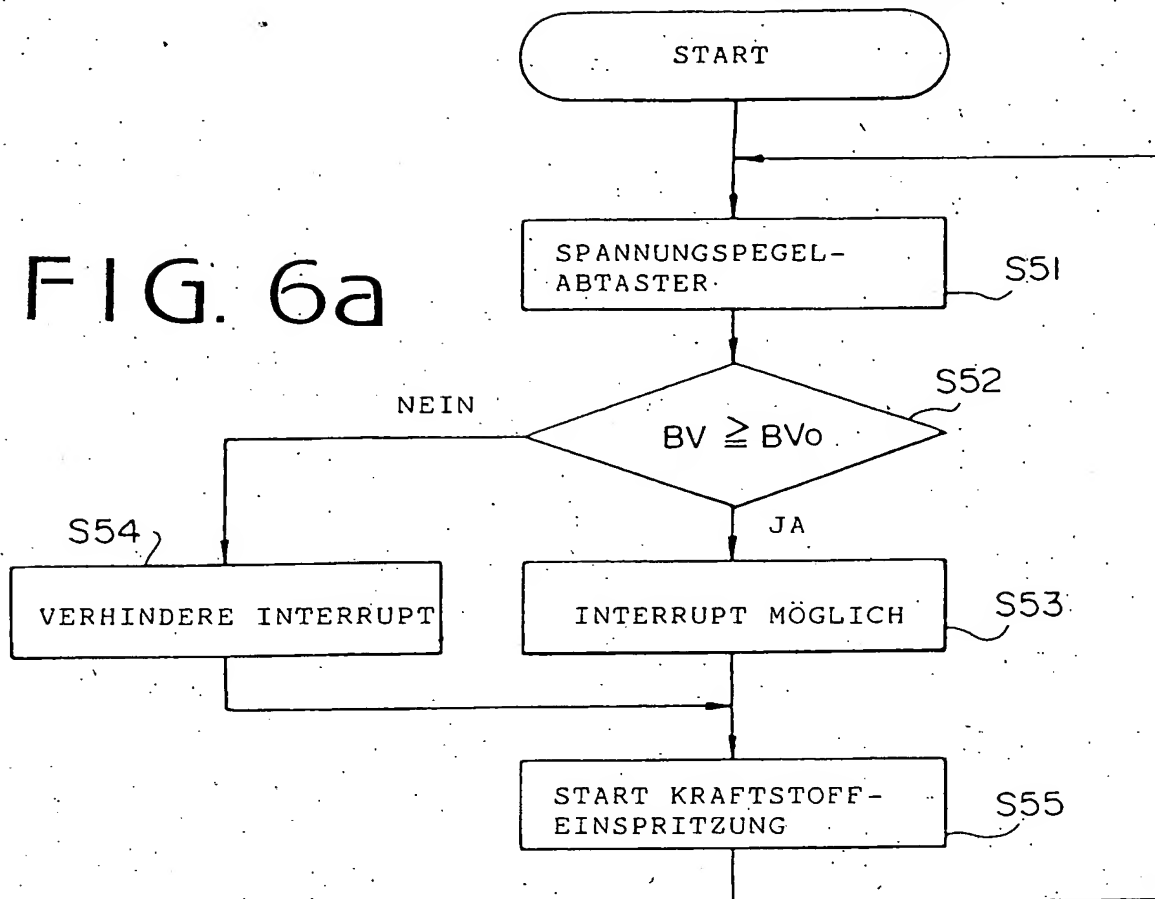 START
SPANNUNGSPEGEL-
ABTASTER
S51
FIG. 6a
S52
NEIN
BV ≧ BVo
JA
S54
VERHINDERE INTERRUPT
INTERRUPT MÖGLICH
S53
START KRAFTSTOFF-
EINSPRITZUNG
S55